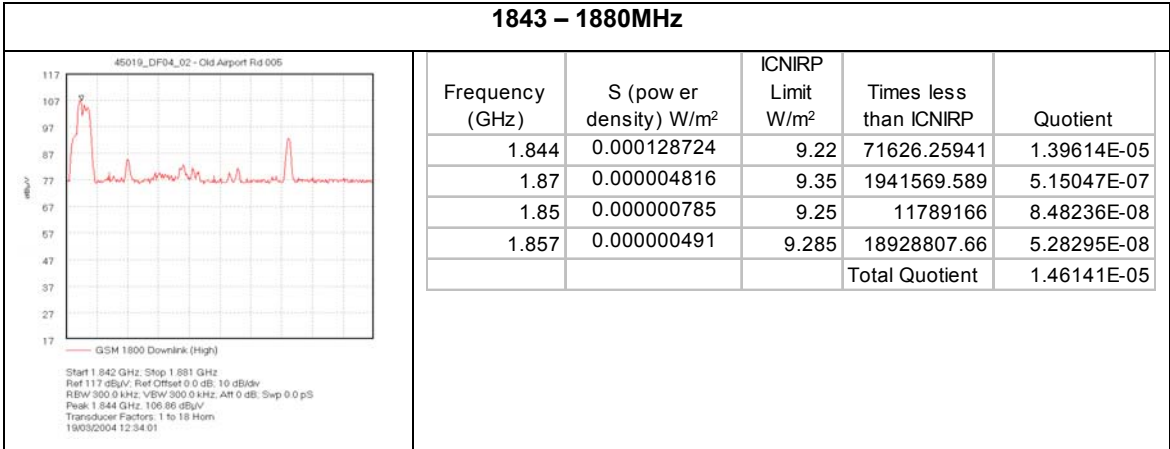 1843 – 1880MHz
45019_DF04_02 - Old Airport Rd 005
117
107
97
87
77
67
57
47
37
27
17
dBµV
GSM 1800 Downlink (High)
Start 1.842 GHz; Stop 1.881 GHz
Ref 117 dBµV; Ref Offset 0.0 dB; 10 dB/div
RBW 300.0 kHz; VBW 300.0 kHz; Att 0 dB; Swp 0.0 pS
Peak 1.844 GHz, 106.86 dBµV
Transducer Factors: 1 to 18 Horn
19/03/2004 12:34:01
Frequency (GHz) S (pow er density) W/m² ICNIRP Limit W/m² Times less than ICNIRP Quotient
1.844 0.000128724 9.22 71626.25941 1.39614E-05
1.87 0.000004816 9.35 1941569.589 5.15047E-07
1.85 0.000000785 9.25 11789166 8.48236E-08
1.857 0.000000491 9.285 18928807.66 5.28295E-08
Total Quotient 1.46141E-05